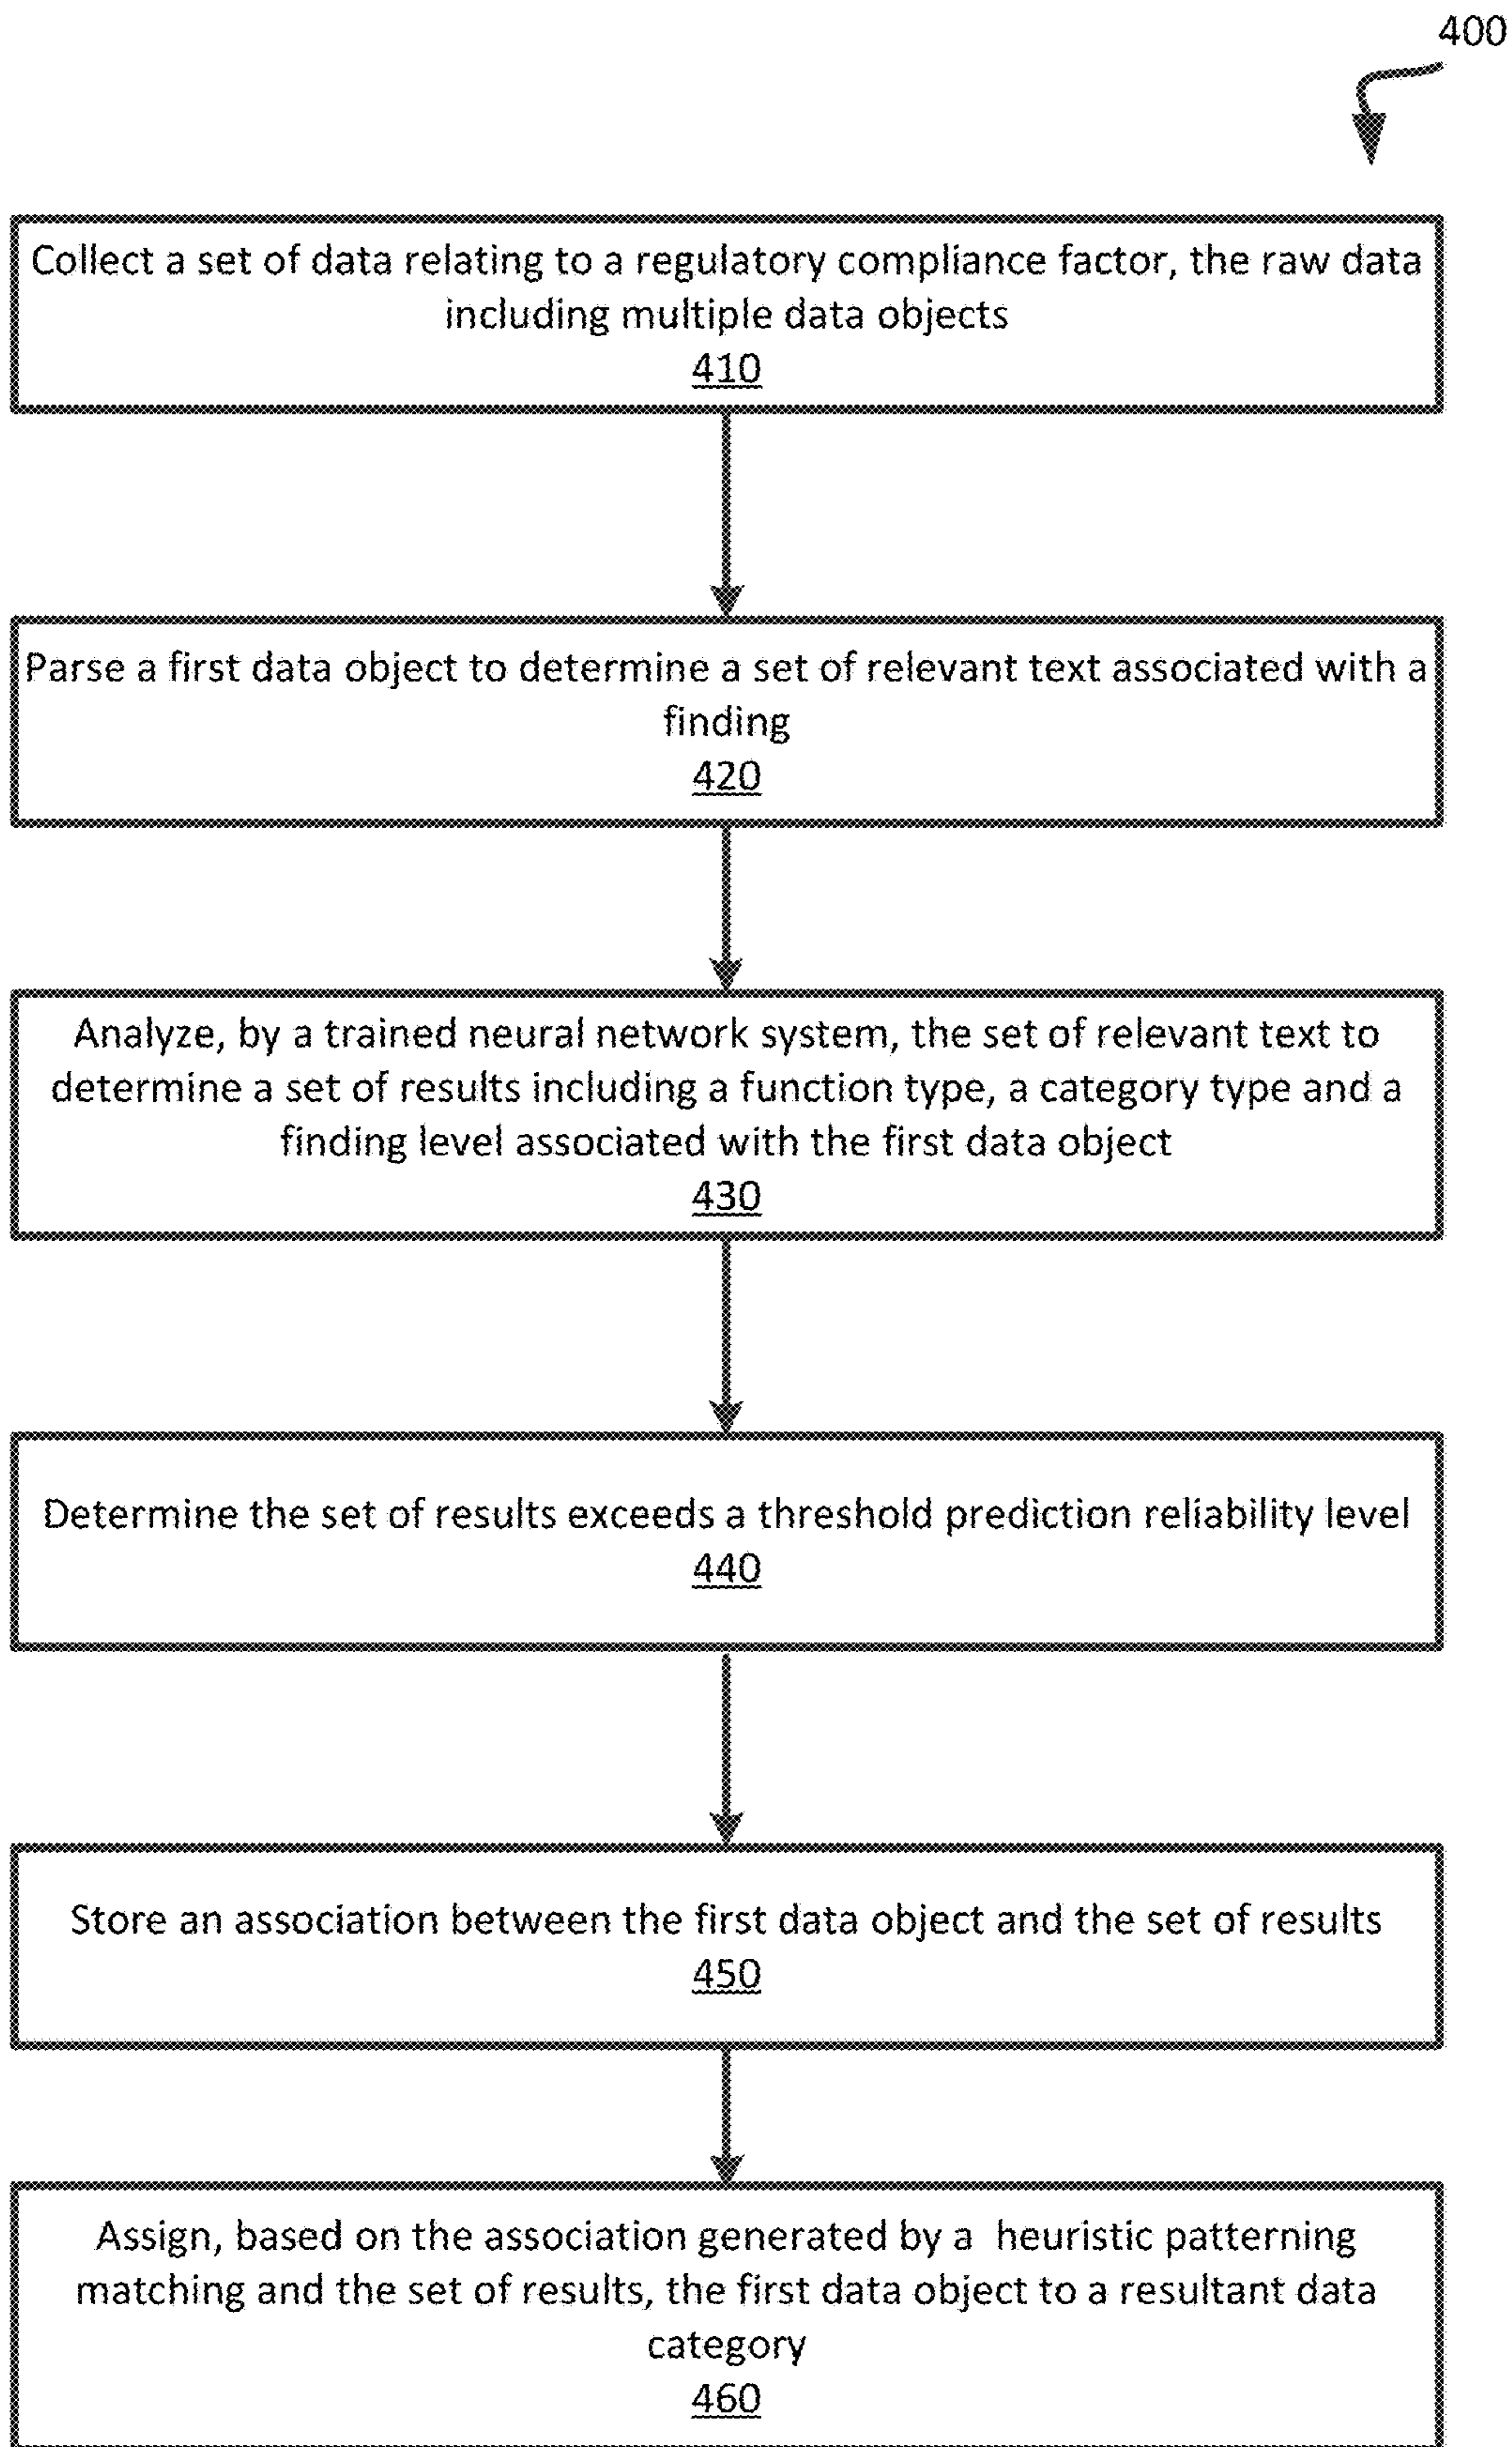 400
Collect a set of data relating to a regulatory compliance factor, the raw data
including multiple data objects
410
Parse a first data object to determine a set of relevant text associated with a
finding
420
Analyze, by a trained neural network system, the set of relevant text to
determine a set of results including a function type, a category type and a
finding level associated with the first data object
430
Determine the set of results exceeds a threshold prediction reliability level
440
Store an association between the first data object and the set of results
450
Assign, based on the association generated by a heuristic patterning
matching and the set of results, the first data object to a resultant data
category
460